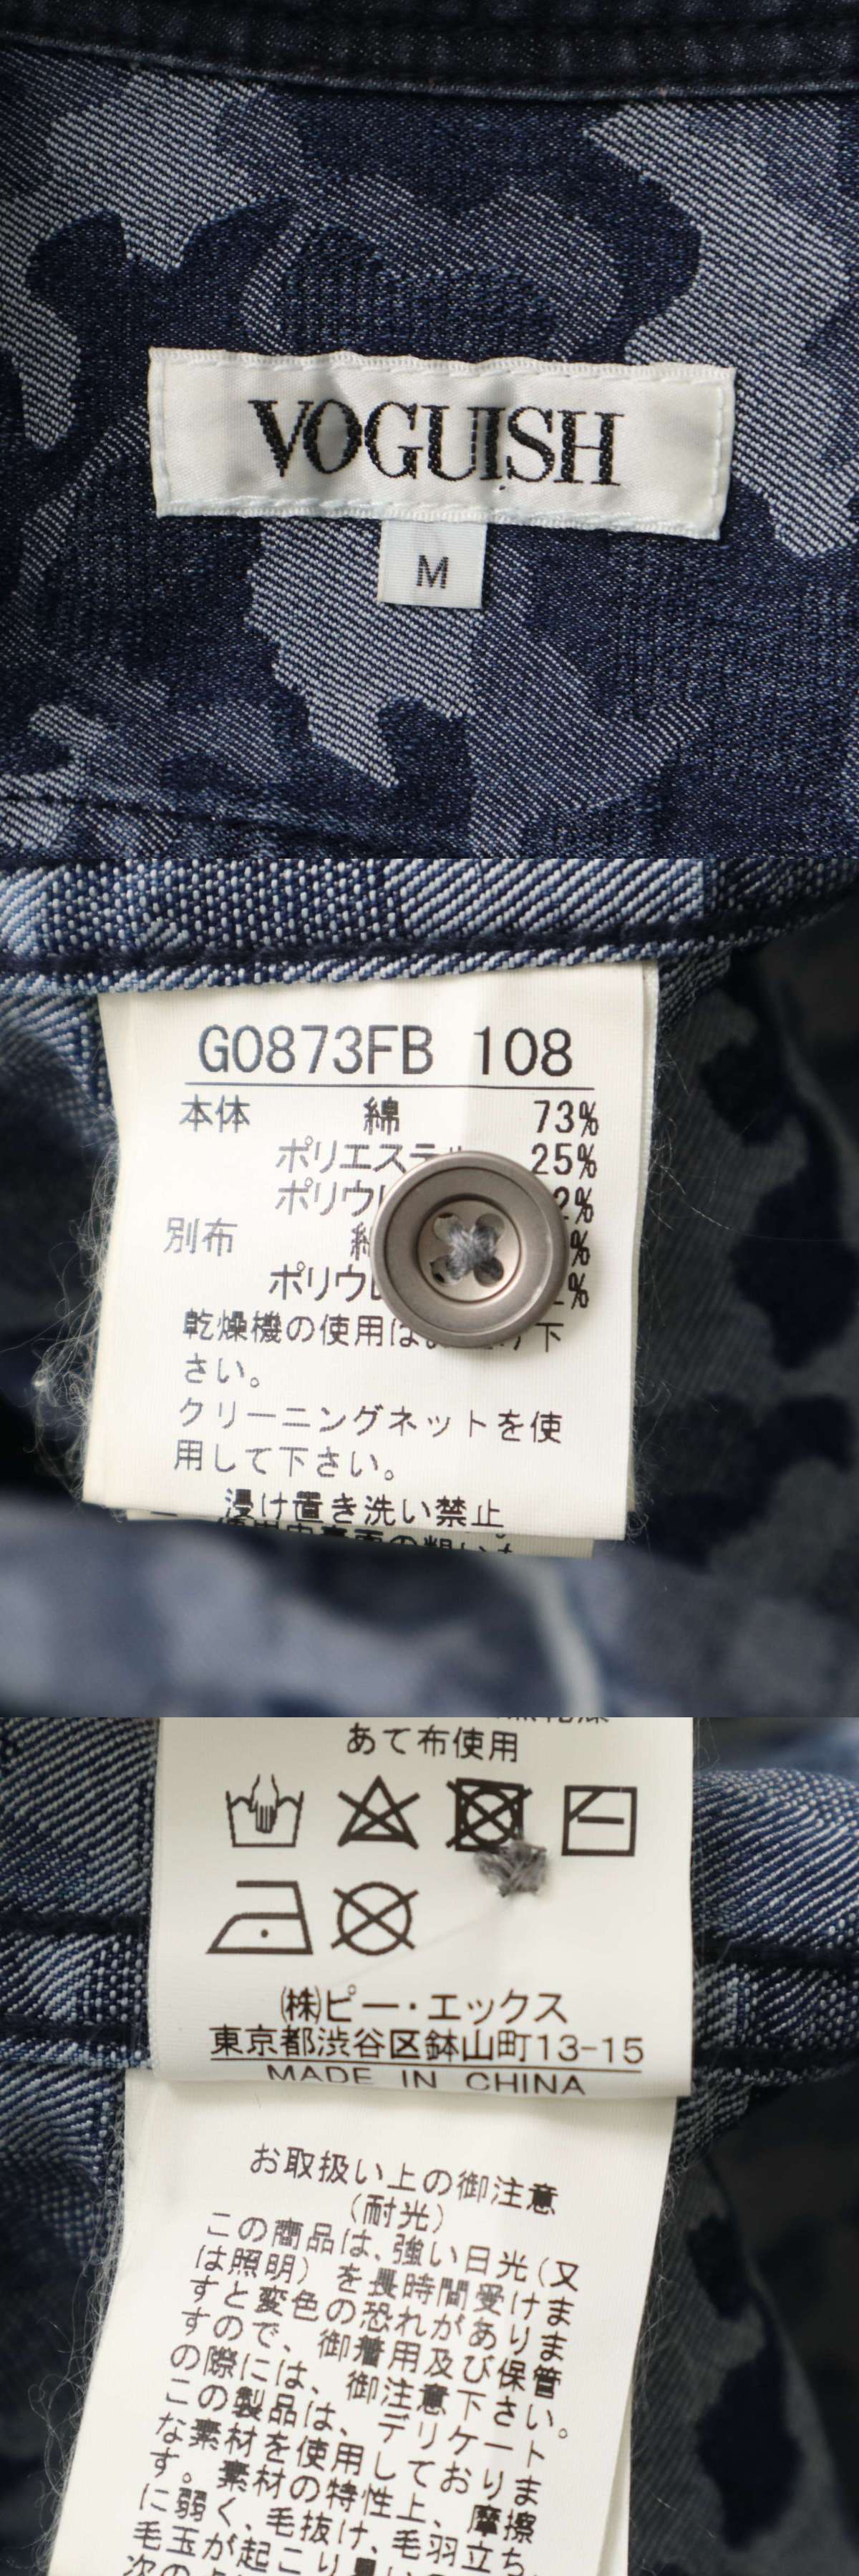 VOGUISH
M
G0873FB 108
本体 綿 73%
ポリエステ 25%
ポリウ 2%
別布 %
ポリウ %
乾燥機の使用は 下
さい。
クリーニングネットを使
用して下さい。
浸け置き洗い禁止
あて布使用
㈱ピー・エックス
東京都渋谷区鉢山町13-15
MADE IN CHINA
お取扱い上の御注意
(耐光)
この商品は、強い日光(又
は照明)を長時間受けま
すと変色の恐れがありま
すので、御着用及び保管
の際には、御注意下さい。
この製品は、デリケート
な素材を使用しておりま
す。素材の特性上、摩擦
に弱く、毛抜け、毛羽立ち、
毛玉が起こり